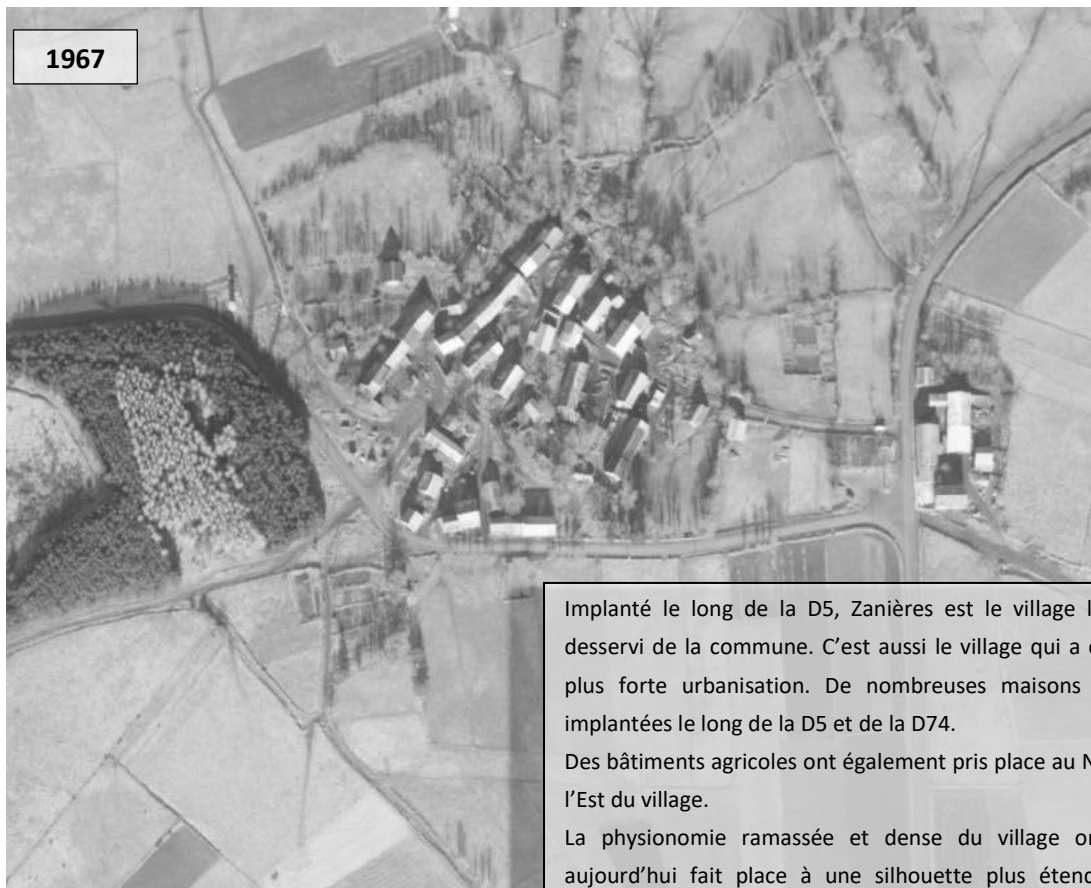 1967
Implanté le long de la D5, Zanières est le village
desservi de la commune. C’est aussi le village qui a
plus forte urbanisation. De nombreuses maisons
implantées le long de la D5 et de la D74.
Des bâtiments agricoles ont également pris place au
l’Est du village.
La physionomie ramassée et dense du village
aujourd’hui fait place à une silhouette plus